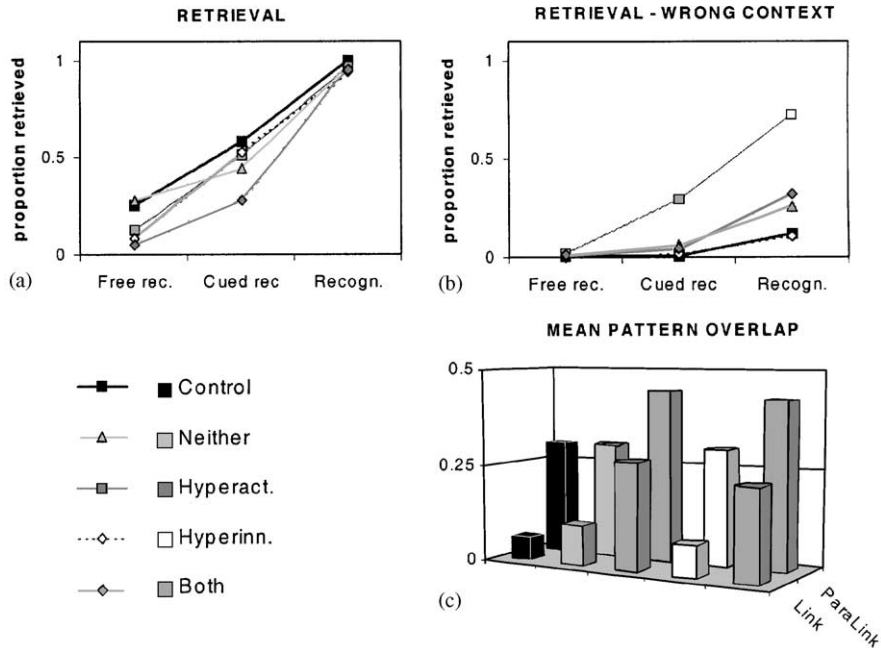 RETRIEVAL
proportion retrieved
1
0.5
0
Free rec.
Cued rec
Recogn.
(a)
RETRIEVAL - WRONG CONTEXT
proportion retrieved
1
0.5
0
Free rec.
Cued rec
Recogn.
(b)
Control
Neither
Hyperact.
Hyperinn.
Both
MEAN PATTERN OVERLAP
0.5
0.25
0
ParaLink
Link
(c)